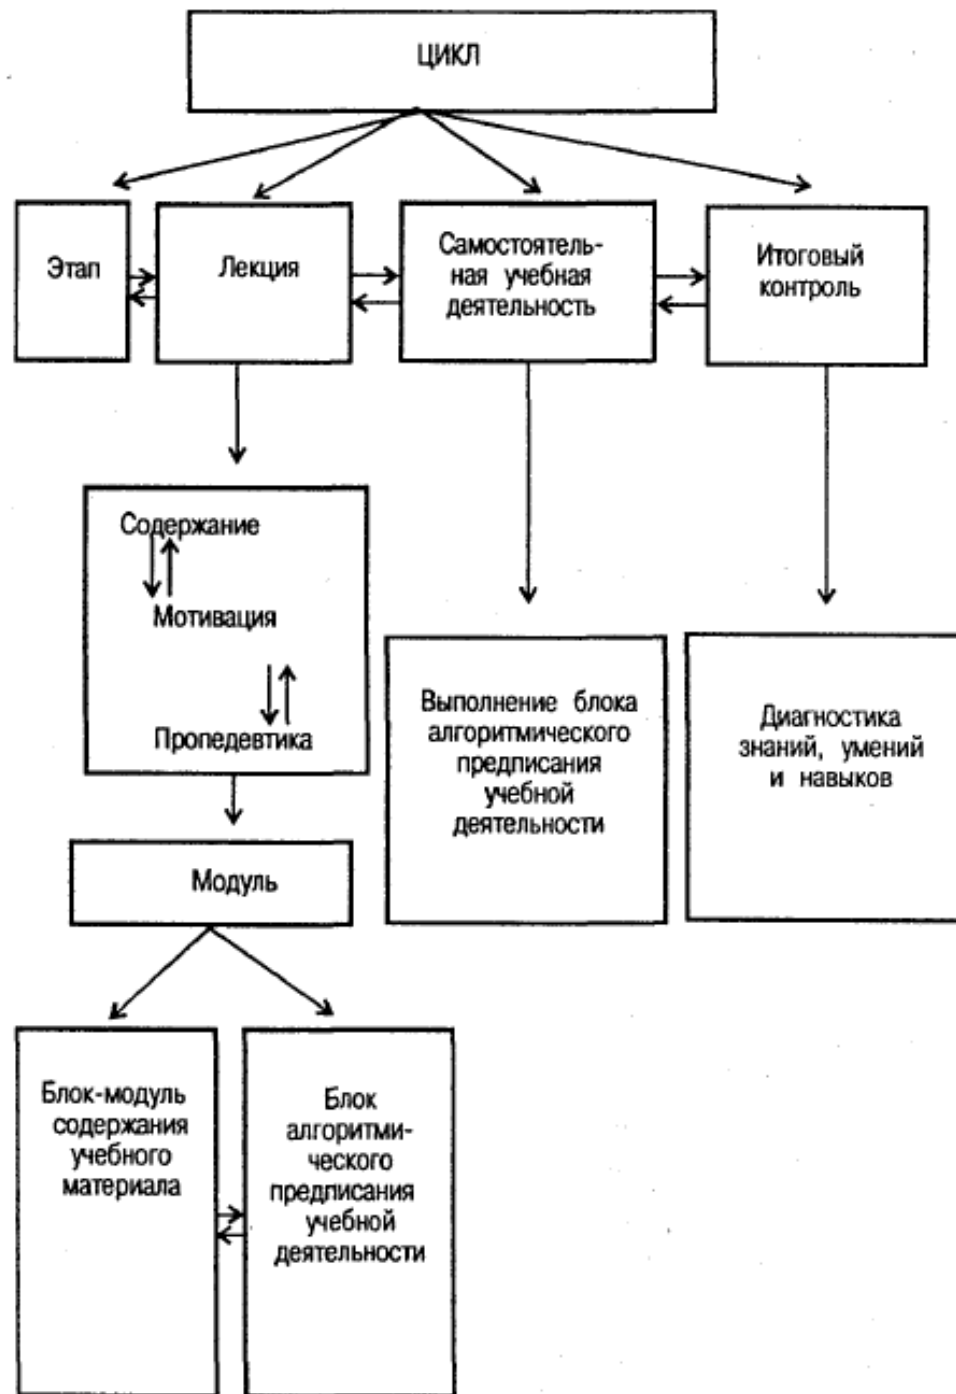 ЦИКЛ
Этап
Лекция
Самостоятель-
ная учебная
деятельность
Итоговый
контроль
Содержание
Мотивация
Пропедевтика
Выполнение блока
алгоритмического
предписания
учебной
деятельности
Диагностика
знаний, умений
и навыков
Модуль
Блок-модуль
содержания
учебного
материала
Блок
алгоритми-
ческого
предписания
учебной
деятельности